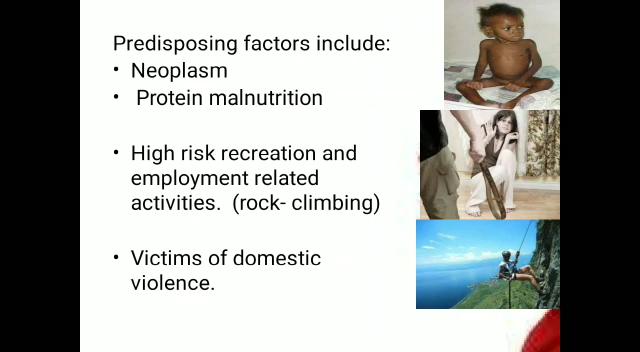 Predisposing factors include:
• Neoplasm
• Protein malnutrition
• High risk recreation and
employment related
activities. (rock- climbing)
• Victims of domestic
violence.